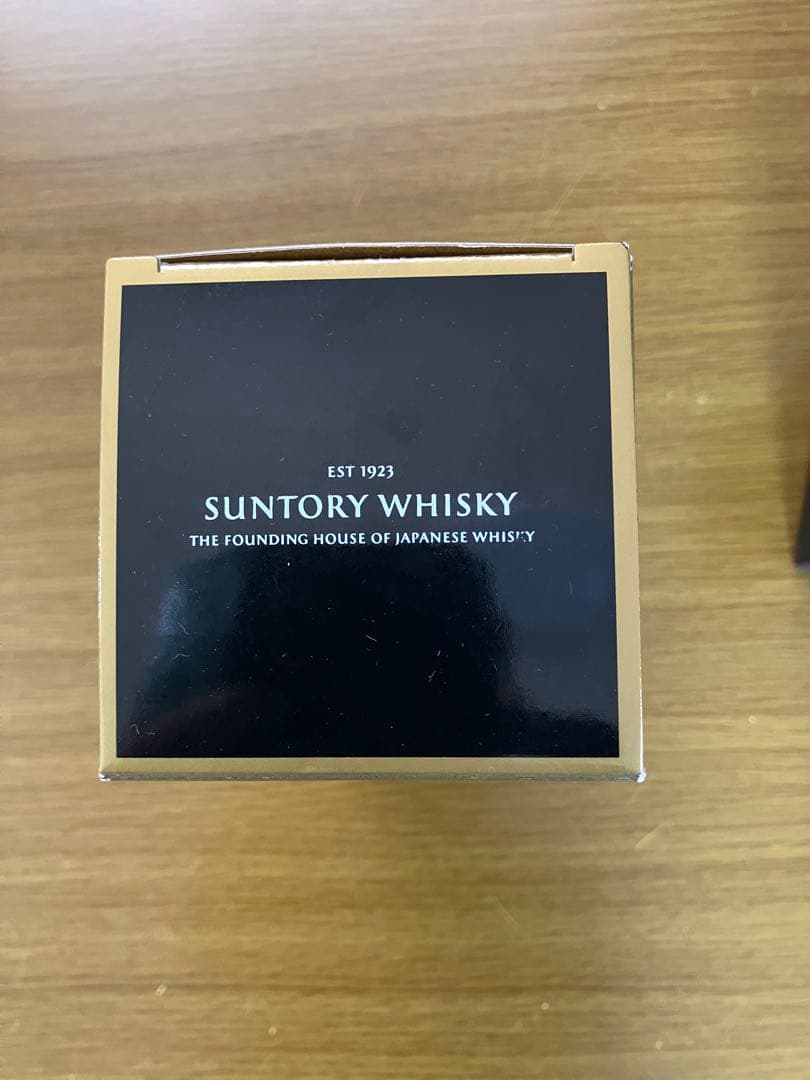 EST 1923
SUNTORY WHISKY
THE FOUNDING HOUSE OF JAPANESE WHISKY